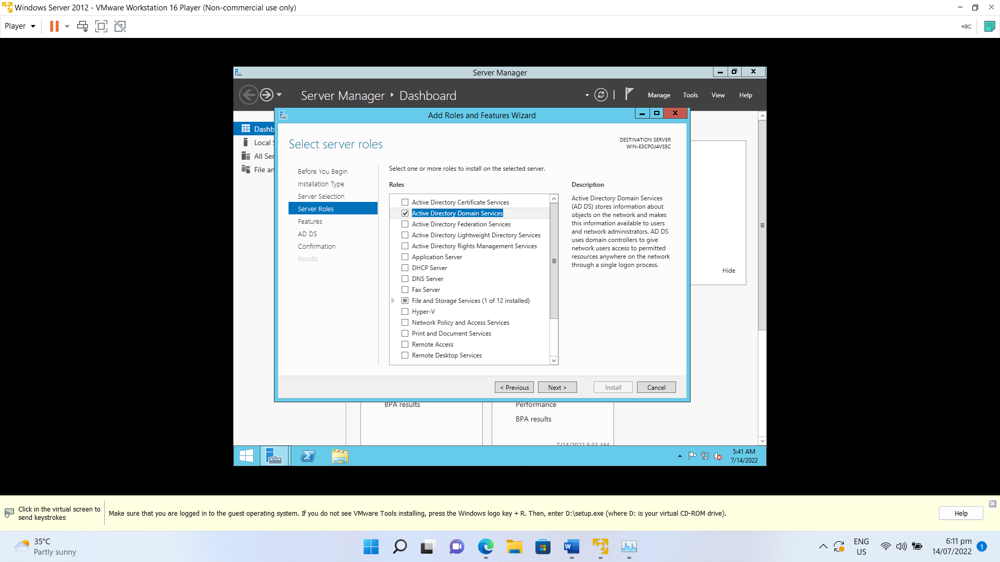 Windows Server 2012 - VMware Workstation 16 Player (Non-commercial use only)
Player
Server Manager
Server Manager
Dashboard
Manage
Tools
View
Help
Add Roles and Features Wizard
Dashb
Local S
All Ser
File an
Select server roles
DESTINATION SERVER
WIN-E3CPOJ4VS5C
Before You Begin
Installation Type
Server Selection
Server Roles
Features
AD DS
Confirmation
Results
Select one or more roles to install on the selected server.
Roles
Active Directory Certificate Services
Active Directory Domain Services
Active Directory Federation Services
Active Directory Lightweight Directory Services
Active Directory Rights Management Services
Application Server
DHCP Server
DNS Server
Fax Server
File and Storage Services (1 of 12 installed)
Hyper-V
Network Policy and Access Services
Print and Document Services
Remote Access
Remote Desktop Services
Description
Active Directory Domain Services
(AD DS) stores information about
objects on the network and makes
this information available to users
and network administrators. AD DS
uses domain controllers to give
network users access to permitted
resources anywhere on the network
through a single logon process.
Hide
< Previous
Next >
Install
Cancel
BPA results
Performance
BPA results
7/14/2022 5:33 AM
5:41 AM
7/14/2022
Click in the virtual screen to
send keystrokes
Make sure that you are logged in to the guest operating system. If you do not see VMware Tools installing, press the Windows logo key + R. Then, enter D:\setup.exe (where D: is your virtual CD-ROM drive).
Help
35°C
Partly sunny
ENG
US
6:11 pm
14/07/2022
1